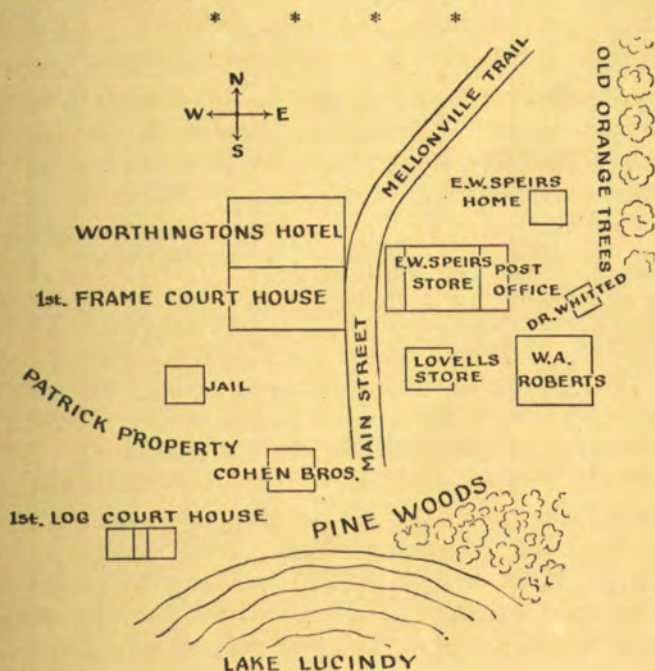 * * * *
N
W E
S
MELLONVILLE TRAIL
OLD ORANGE TREES
E.W. SPEIRS
HOME
WORTHINGTONS HOTEL
E.W. SPEIRS
STORE
POST
OFFICE
1st. FRAME COURT HOUSE
DR. WHITTED
MAIN STREET
LOVELLS
STORE
W.A.
ROBERTS
JAIL
PATRICK PROPERTY
COHEN BROS.
1st. LOG COURT HOUSE
PINE WOODS
LAKE LUCINDY